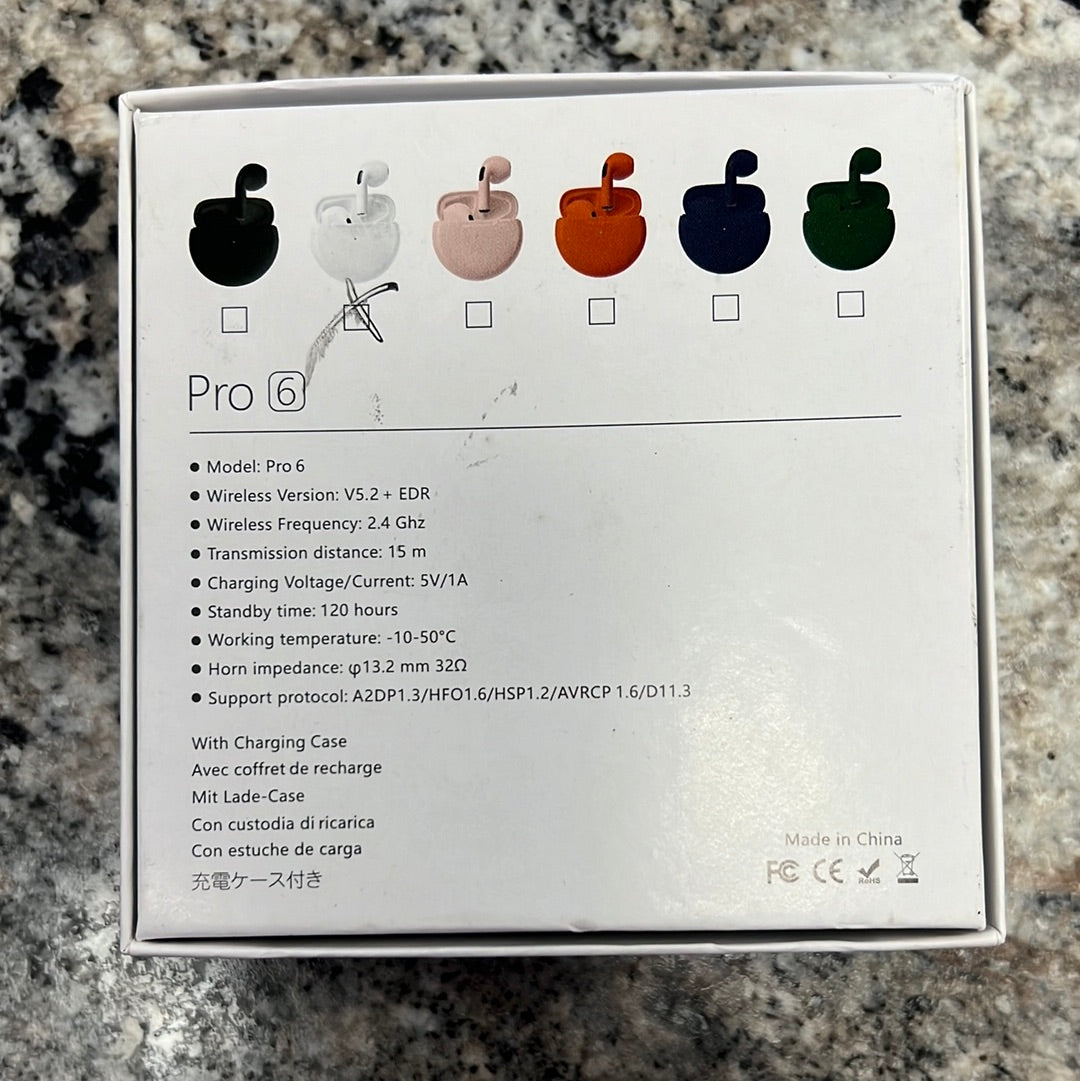 Pro 6
● Model: Pro 6
● Wireless Version: V5.2 + EDR
● Wireless Frequency: 2.4 Ghz
● Transmission distance: 15 m
● Charging Voltage/Current: 5V/1A
● Standby time: 120 hours
● Working temperature: -10-50°C
● Horn impedance: φ13.2 mm 32Ω
● Support protocol: A2DP1.3/HFO1.6/HSP1.2/AVRCP 1.6/D11.3
With Charging Case
Avec coffret de recharge
Mit Lade-Case
Con custodia di ricarica
Con estuche de carga
充電ケース付き
Made in China
FC CE RoHS